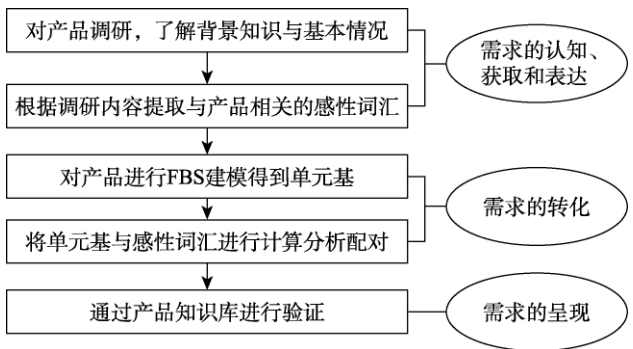 对产品调研，了解背景知识与基本情况
需求的认知、
获取和表达
根据调研内容提取与产品相关的感性词汇
对产品进行FBS建模得到单元基
需求的转化
将单元基与感性词汇进行计算分析配对
通过产品知识库进行验证
需求的呈现